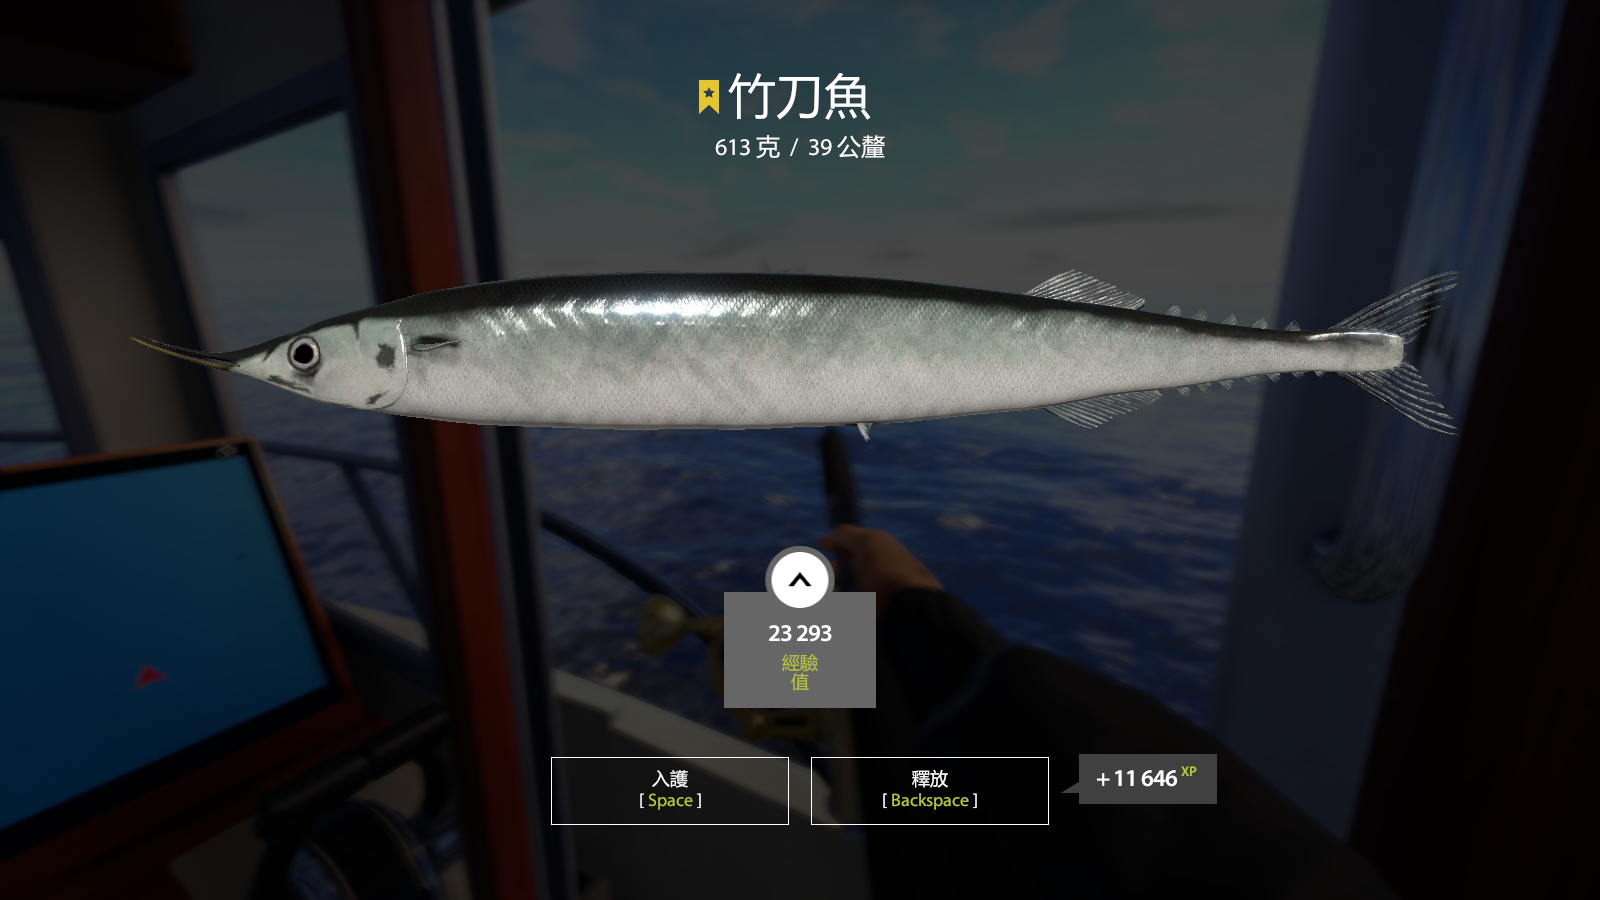 竹刀魚
613 克 / 39 公釐
23 293
經驗
值
入護
[ Space ]
釋放
[ Backspace ]
+ 11 646 XP